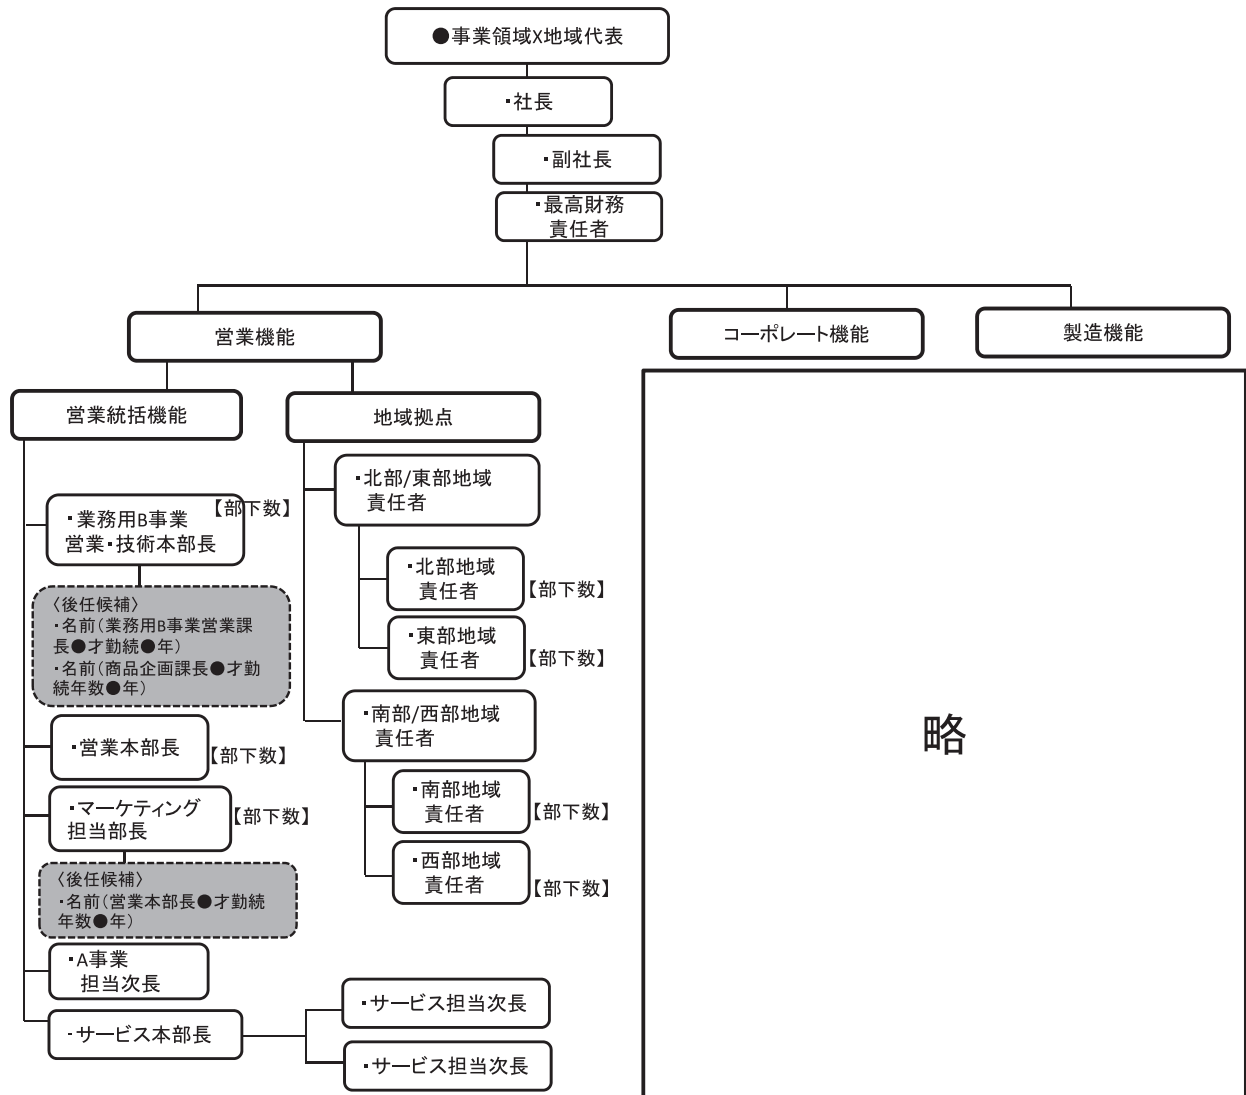 ●事業領域x地域代表
・社長
・副社長
・最高財務
責任者
営業機能
コーポレート機能
製造機能
営業統括機能
地域拠点
・業務用B事業
営業・技術本部長
【部下数】
〈後任候補〉
・名前(業務用B事業営業課
長●才勤続●年)
・名前(商品企画課長●才勤
続年数●年)
・営業本部長
【部下数】
・マーケティング
担当部長
【部下数】
〈後任候補〉
・名前(営業本部長●才勤続
年数●年)
・A事業
担当次長
・サービス本部長
・サービス担当次長
・サービス担当次長
・北部/東部地域
責任者
・北部地域
責任者
【部下数】
・東部地域
責任者
【部下数】
・南部/西部地域
責任者
・南部地域
責任者
【部下数】
・西部地域
責任者
【部下数】
略